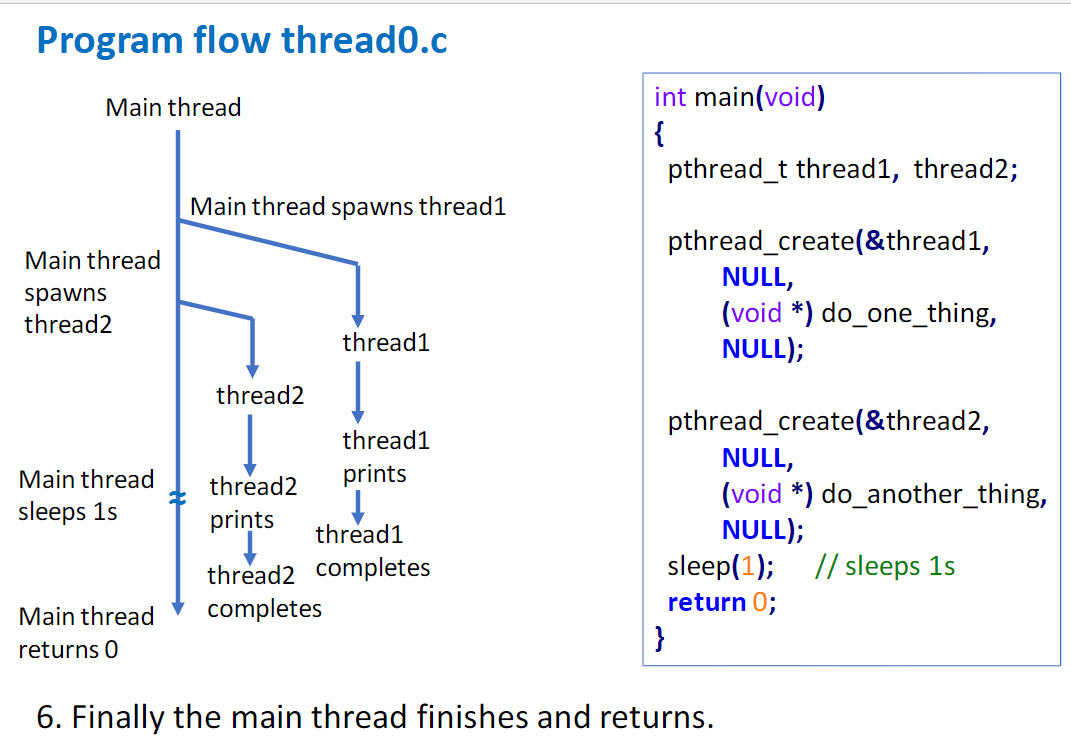 Program flow thread0.c
Main thread
Main thread spawns thread1
Main thread
spawns
thread2
thread1
thread2
thread1
prints
Main thread
sleeps 1s
≈
thread2
prints
thread1
completes
thread2
completes
Main thread
returns 0
int main(void)
{
pthread_t thread1, thread2;
pthread_create(&thread1,
NULL,
(void *) do_one_thing,
NULL);
pthread_create(&thread2,
NULL,
(void *) do_another_thing,
NULL);
sleep(1); // sleeps 1s
return 0;
}
6. Finally the main thread finishes and returns.